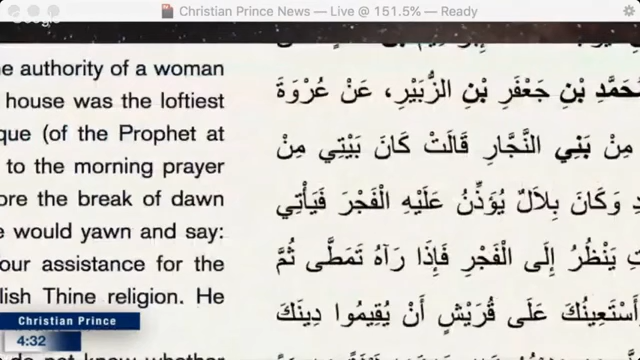 Christian Prince News — Live @ 151.5% — Ready
e authority of a woman
house was the loftiest
que (of the Prophet at
to the morning prayer
ore the break of dawn
e would yawn and say:
our assistance for the
lish Thine religion. He
حَمَّدِ بْنِ جَعْفَرِ بْنِ الزُّبَيْرِ، عَنْ عُرْوَةَ
مِنْ بَنِي النَّجَّارِ قَالَتْ كَانَ بَيْتِي مِنْ
دِ وَكَانَ بِلاَلٌ يُؤَذِّنُ عَلَيْهِ الْفَجْرَ فَيَأْتِي
تِ يَنْظُرُ إِلَى الْفَجْرِ فَإِذَا رَآهُ تَمَطَّى ثُمَّ
أَسْتَعِينُكَ عَلَى قُرَيْشٍ أَنْ يُقِيمُوا دِينَكَ
Christian Prince
4:32